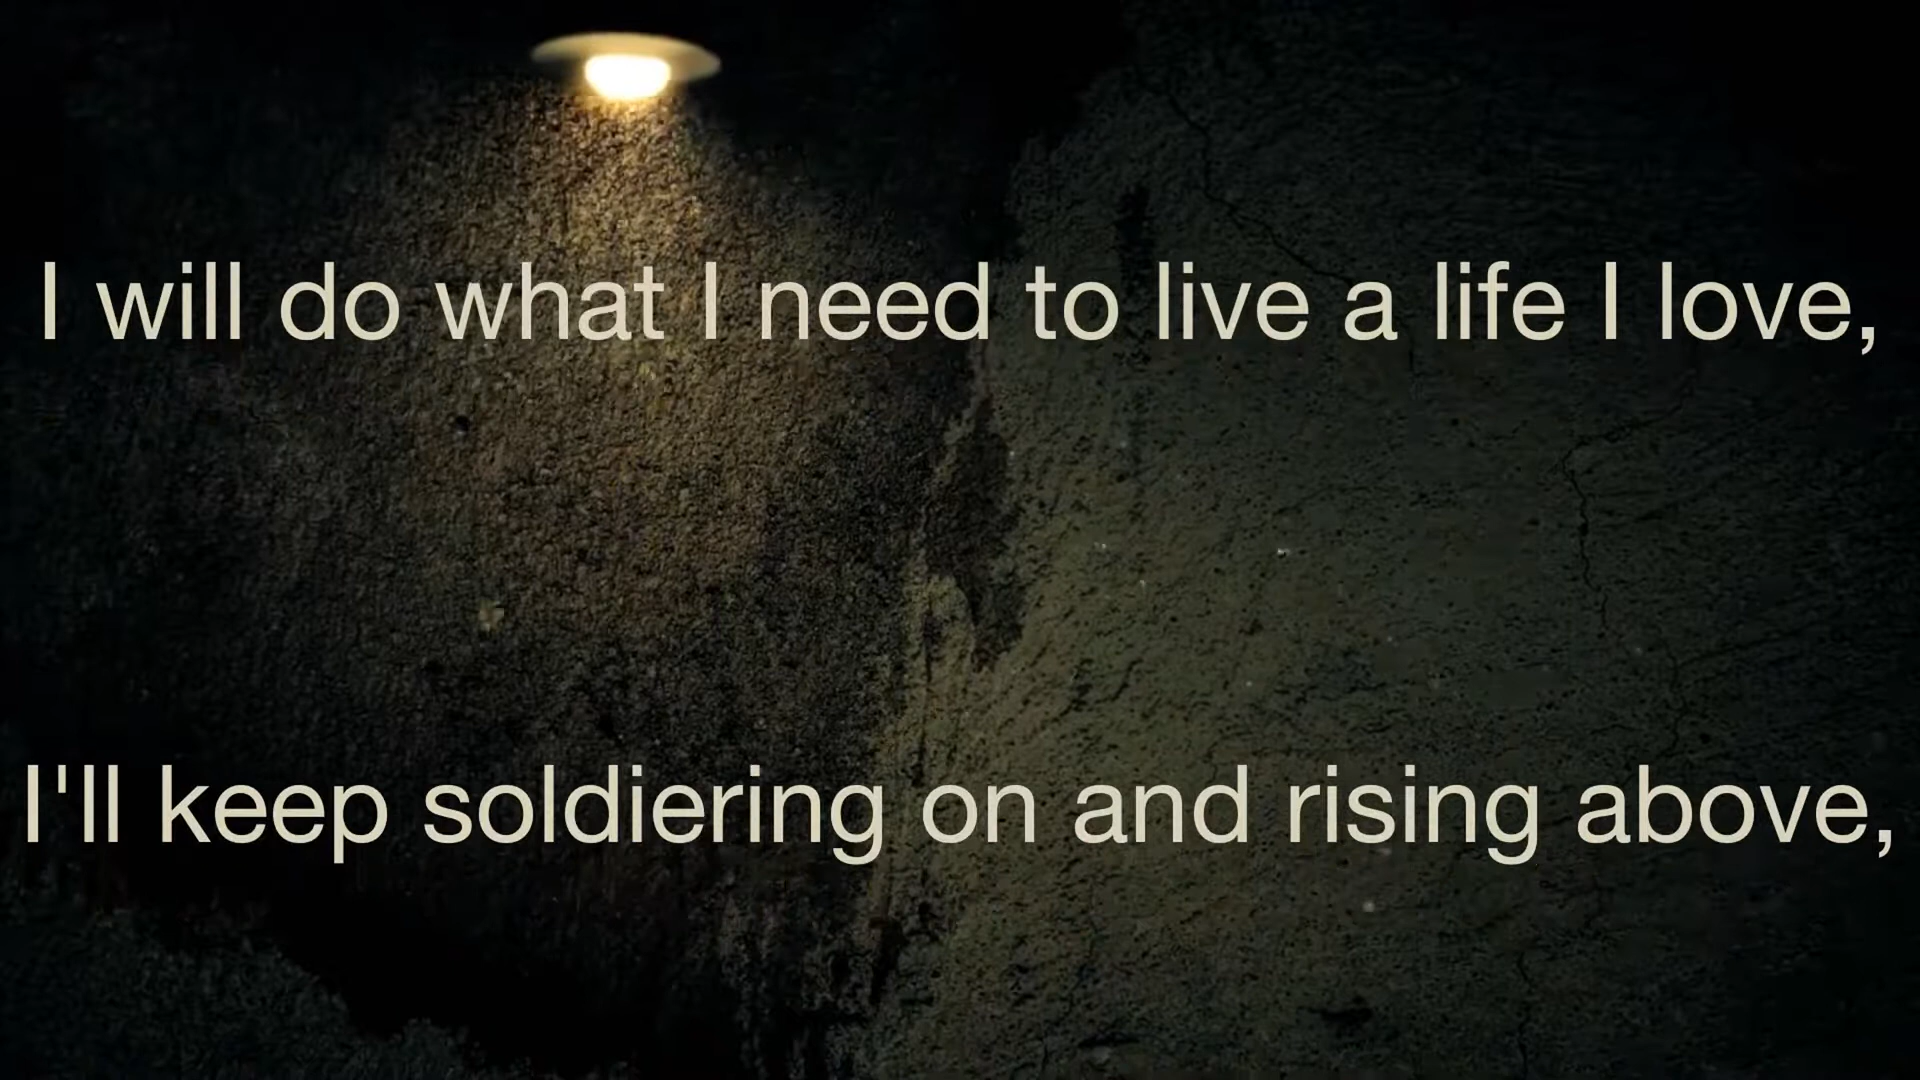 I will do what I need to live a life I love,
I'll keep soldiering on and rising above,